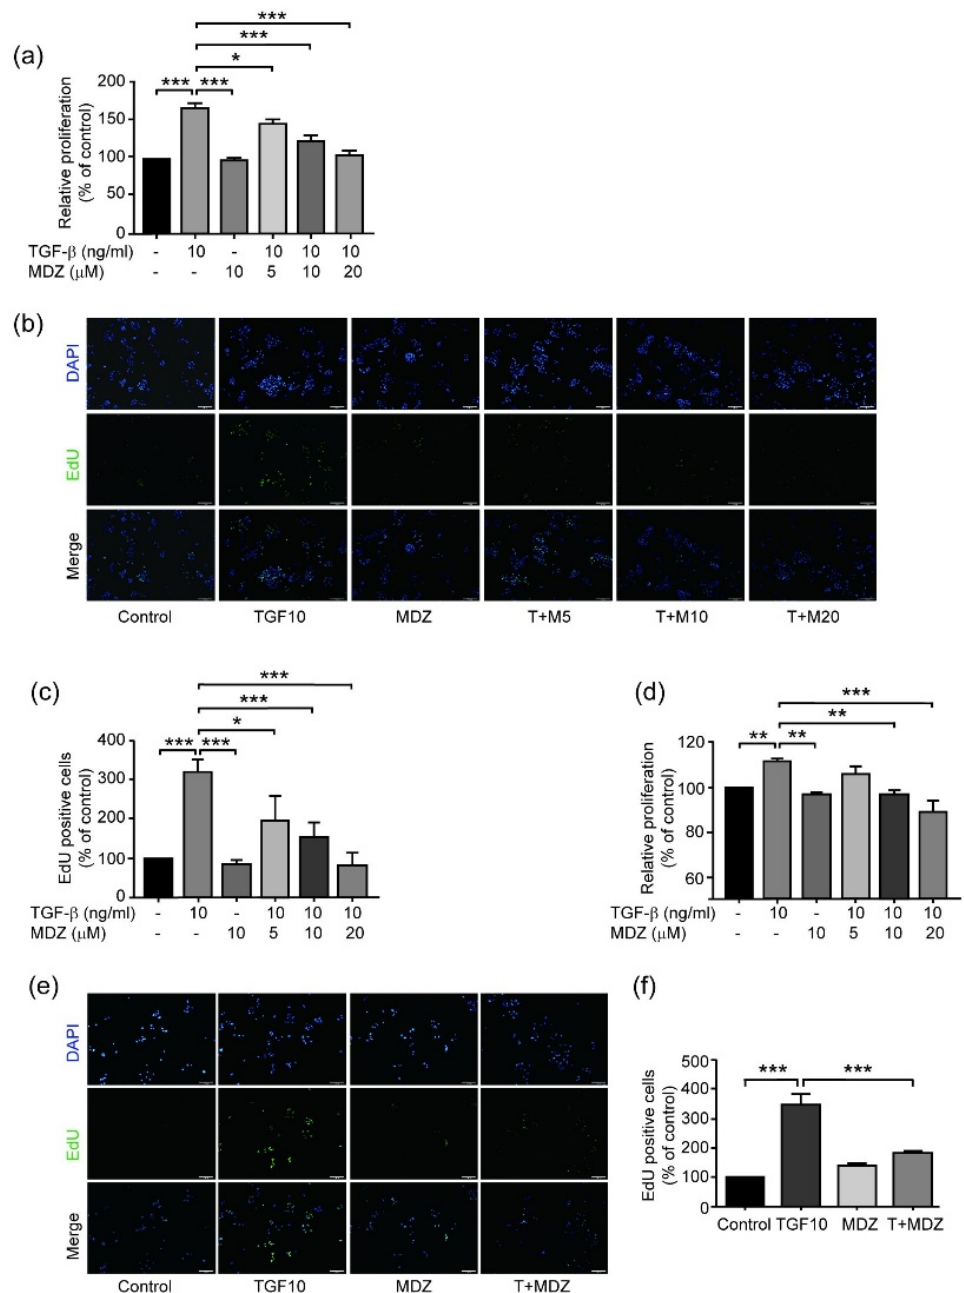 (a)
***
***
*
*** ***
Relative proliferation
(% of control)
200
150
100
50
0
TGF-β (ng/ml) - 10 - 10 10 10
MDZ (μM) - - 10 5 10 20
(b)
DAPI
EdU
Merge
Control TGF10 MDZ T+M5 T+M10 T+M20
(c)
***
***
*
*** ***
EdU positive cells
(% of control)
400
300
200
100
0
TGF-β (ng/ml) - 10 - 10 10 10
MDZ (μM) - - 10 5 10 20
(d)
***
**
** **
Relative proliferation
(% of control)
120
100
80
60
TGF-β (ng/ml) - 10 - 10 10 10
MDZ (μM) - - 10 5 10 20
(e)
DAPI
EdU
Merge
Control TGF10 MDZ T+MDZ
(f)
*** ***
EdU positive cells
(% of control)
500
400
300
200
100
0
Control TGF10 MDZ T+MDZ